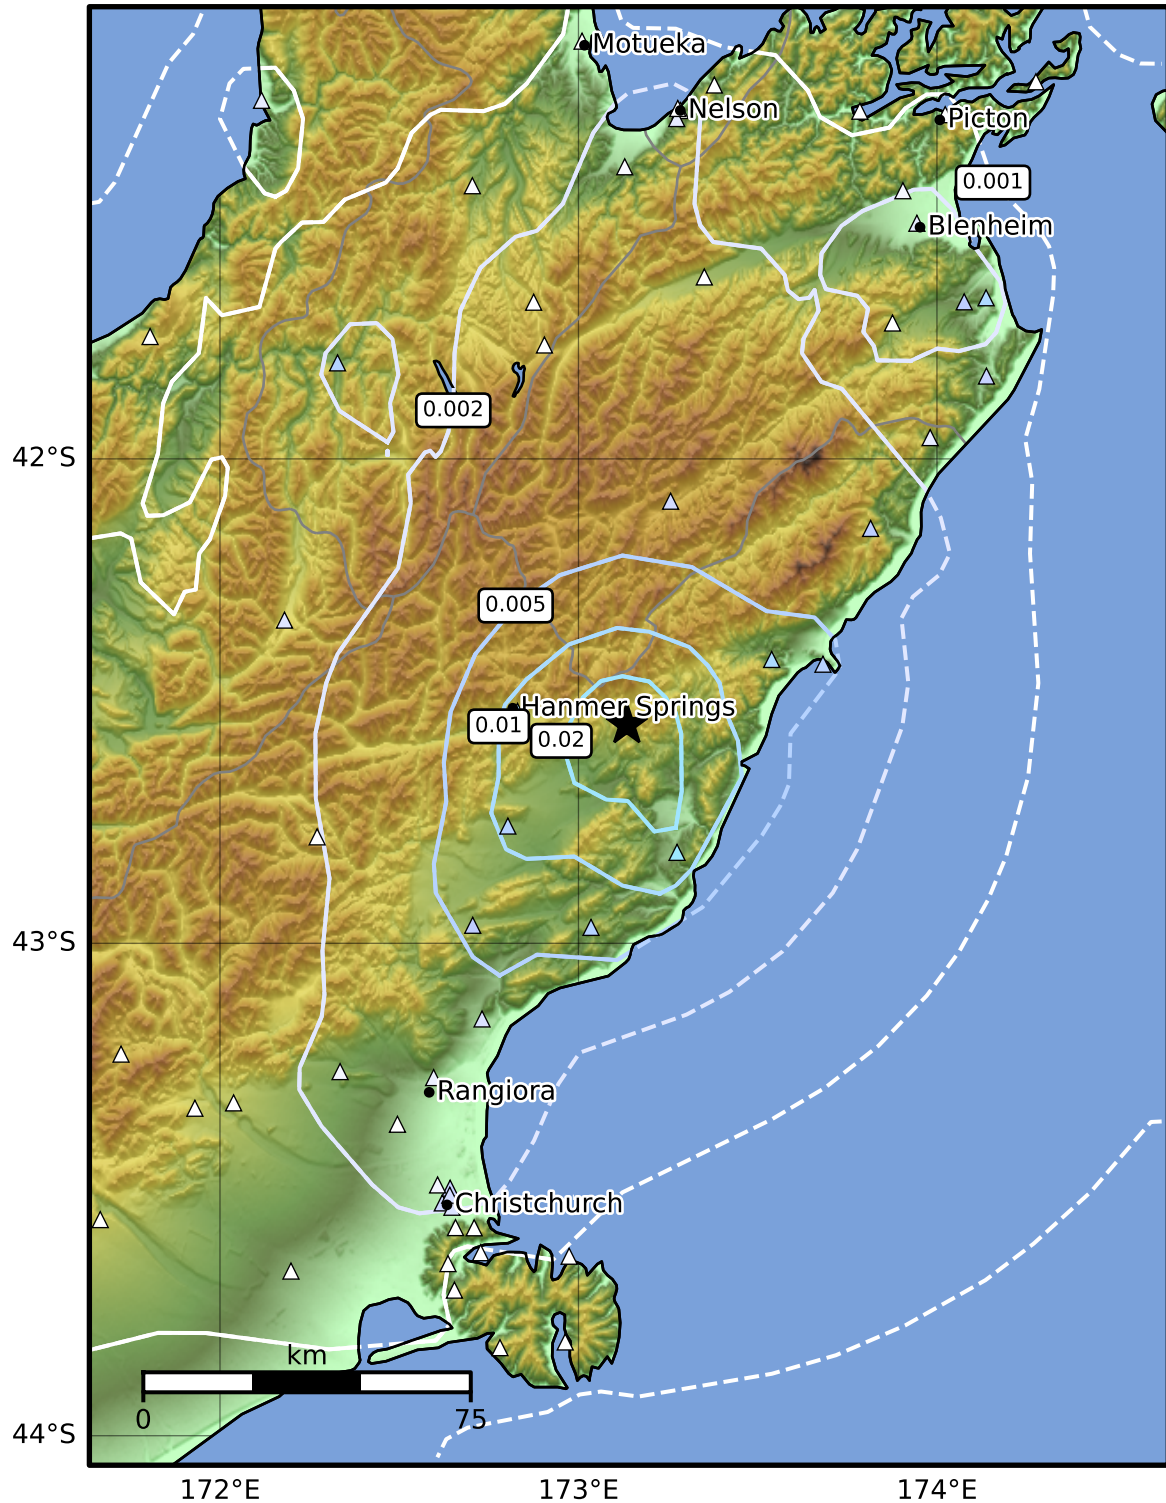 Motueka
Nelson
Picton
0.001
Blenheim
0.002
42°S
0.005
Hanmer Springs
0.01
0.02
43°S
Rangiora
Christchurch
km
0 75
44°S
172°E 173°E 174°E